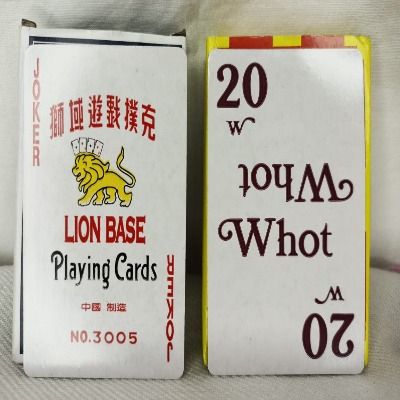 JOKER
獅域遊戲撲克
LION BASE
Playing Cards
中國 制造
NO.3005
JOKER
20
W
Whot
Whot
W
20